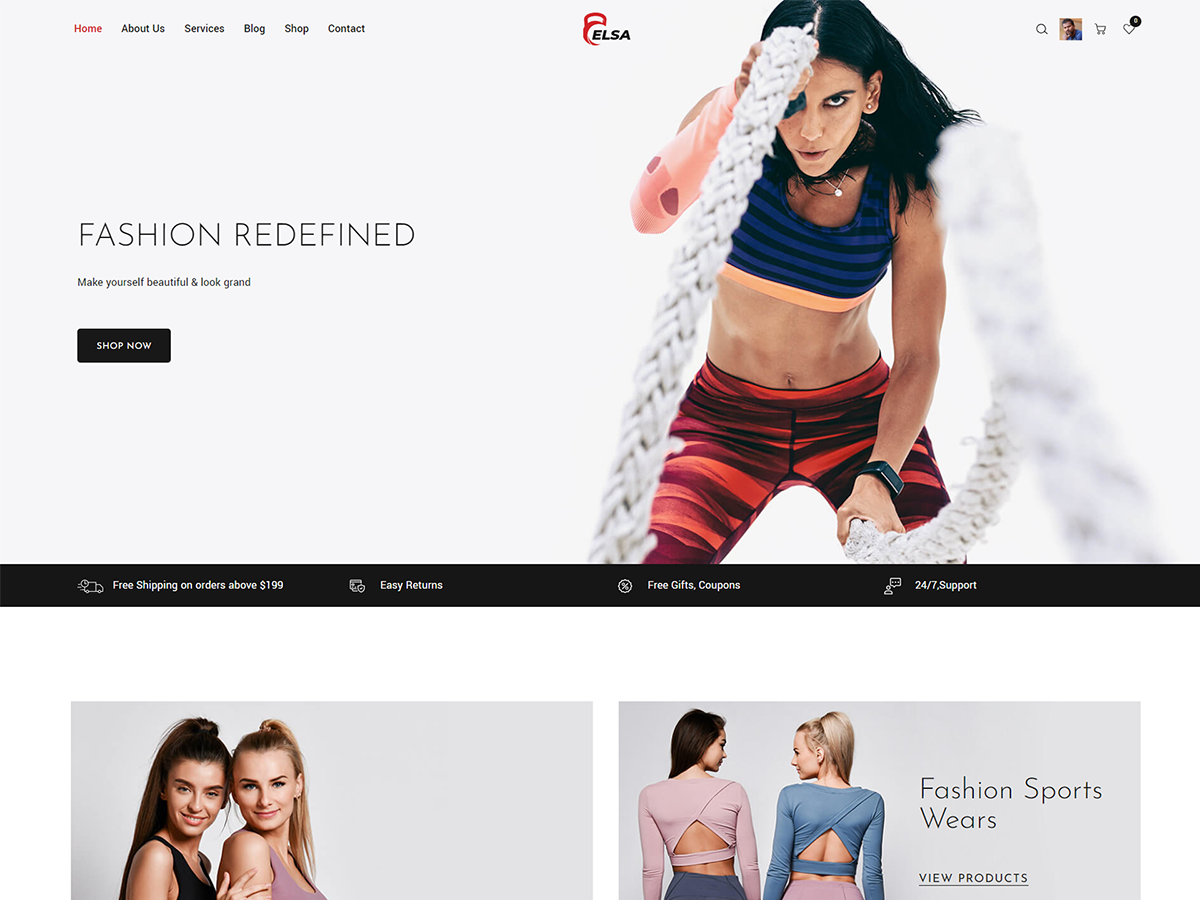 Home About Us Services Blog Shop Contact
ELSA
0
FASHION REDEFINED
Make yourself beautiful & look grand
SHOP NOW
Free Shipping on orders above $199
Easy Returns
Free Gifts, Coupons
24/7,Support
Fashion Sports
Wears
VIEW PRODUCTS